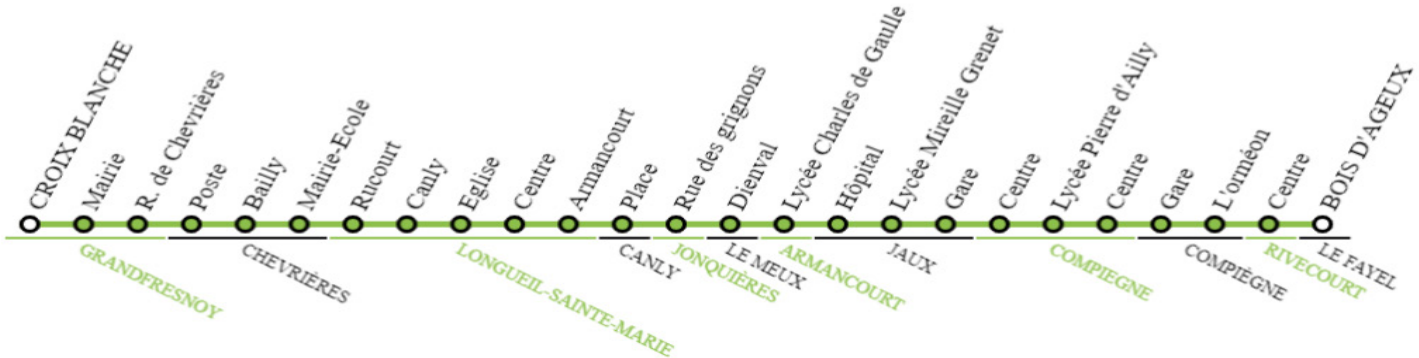 CROIX BLANCHE
Mairie
R. de Chevrières
Poste
Bailly
Mairie-Ecole
Rucourt
Canly
Eglise
Centre
Armancourt
Place
Rue des grignons
Dienval
Lycée Charles de Gaulle
Hôpital
Lycée Mireille Grenet
Gare
Centre
Lycée Pierre d'Ailly
Centre
Gare
L'orméon
Centre
BOIS D'AGEUX
GRANDFRESNOY
CHEVRIÈRES
LONGUEIL-SAINTE-MARIE
CANLY
JONQUIÈRES
LE MEUX
ARMANCOURT
JAUX
COMPIEGNE
COMPIÈGNE
RIVECOURT
LE FAYEL